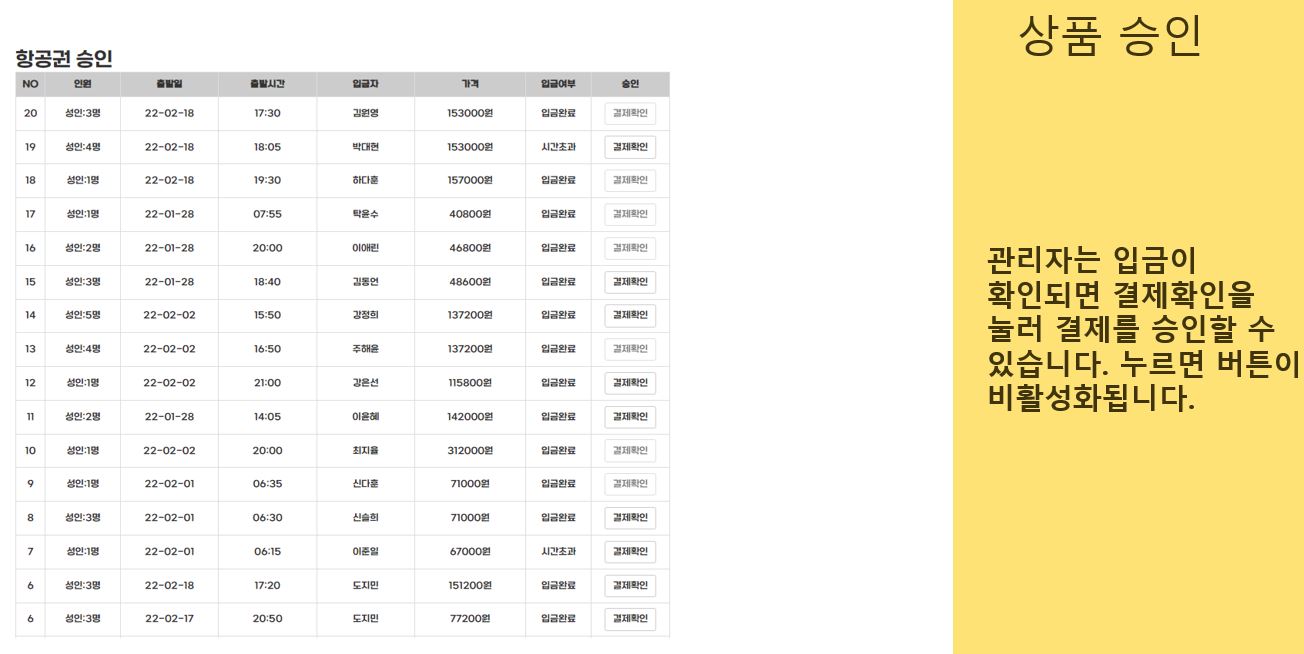 항공권 승인
NO 인원 출발일 출발시간 입금자 가격 입금여부 승인
20 성인:3명 22-02-18 17:30 김원영 153000원 입금완료 결제확인
19 성인:4명 22-02-18 18:05 박대현 153000원 시간초과 결제확인
18 성인:1명 22-02-18 19:30 하다훈 157000원 입금완료 결제확인
17 성인:1명 22-01-28 07:55 탁윤수 40800원 입금완료 결제확인
16 성인:2명 22-01-28 20:00 이애린 46800원 입금완료 결제확인
15 성인:3명 22-01-28 18:40 김동언 48600원 입금완료 결제확인
14 성인:5명 22-02-02 15:50 강정희 137200원 입금완료 결제확인
13 성인:4명 22-02-02 16:50 주해윤 137200원 입금완료 결제확인
12 성인:1명 22-02-02 21:00 강은선 115800원 입금완료 결제확인
11 성인:2명 22-01-28 14:05 이윤혜 142000원 입금완료 결제확인
10 성인:1명 22-02-02 20:00 최지율 312000원 입금완료 결제확인
9 성인:1명 22-02-01 06:35 신다훈 71000원 입금완료 결제확인
8 성인:3명 22-02-01 06:30 신슬희 71000원 입금완료 결제확인
7 성인:1명 22-02-01 06:15 이준일 67000원 시간초과 결제확인
6 성인:3명 22-02-18 17:20 도지민 151200원 입금완료 결제확인
6 성인:3명 22-02-17 20:50 도지민 77200원 입금완료 결제확인
상품 승인
관리자는 입금이
확인되면 결제확인을
눌러 결제를 승인할 수
있습니다. 누르면 버튼이
비활성화됩니다.